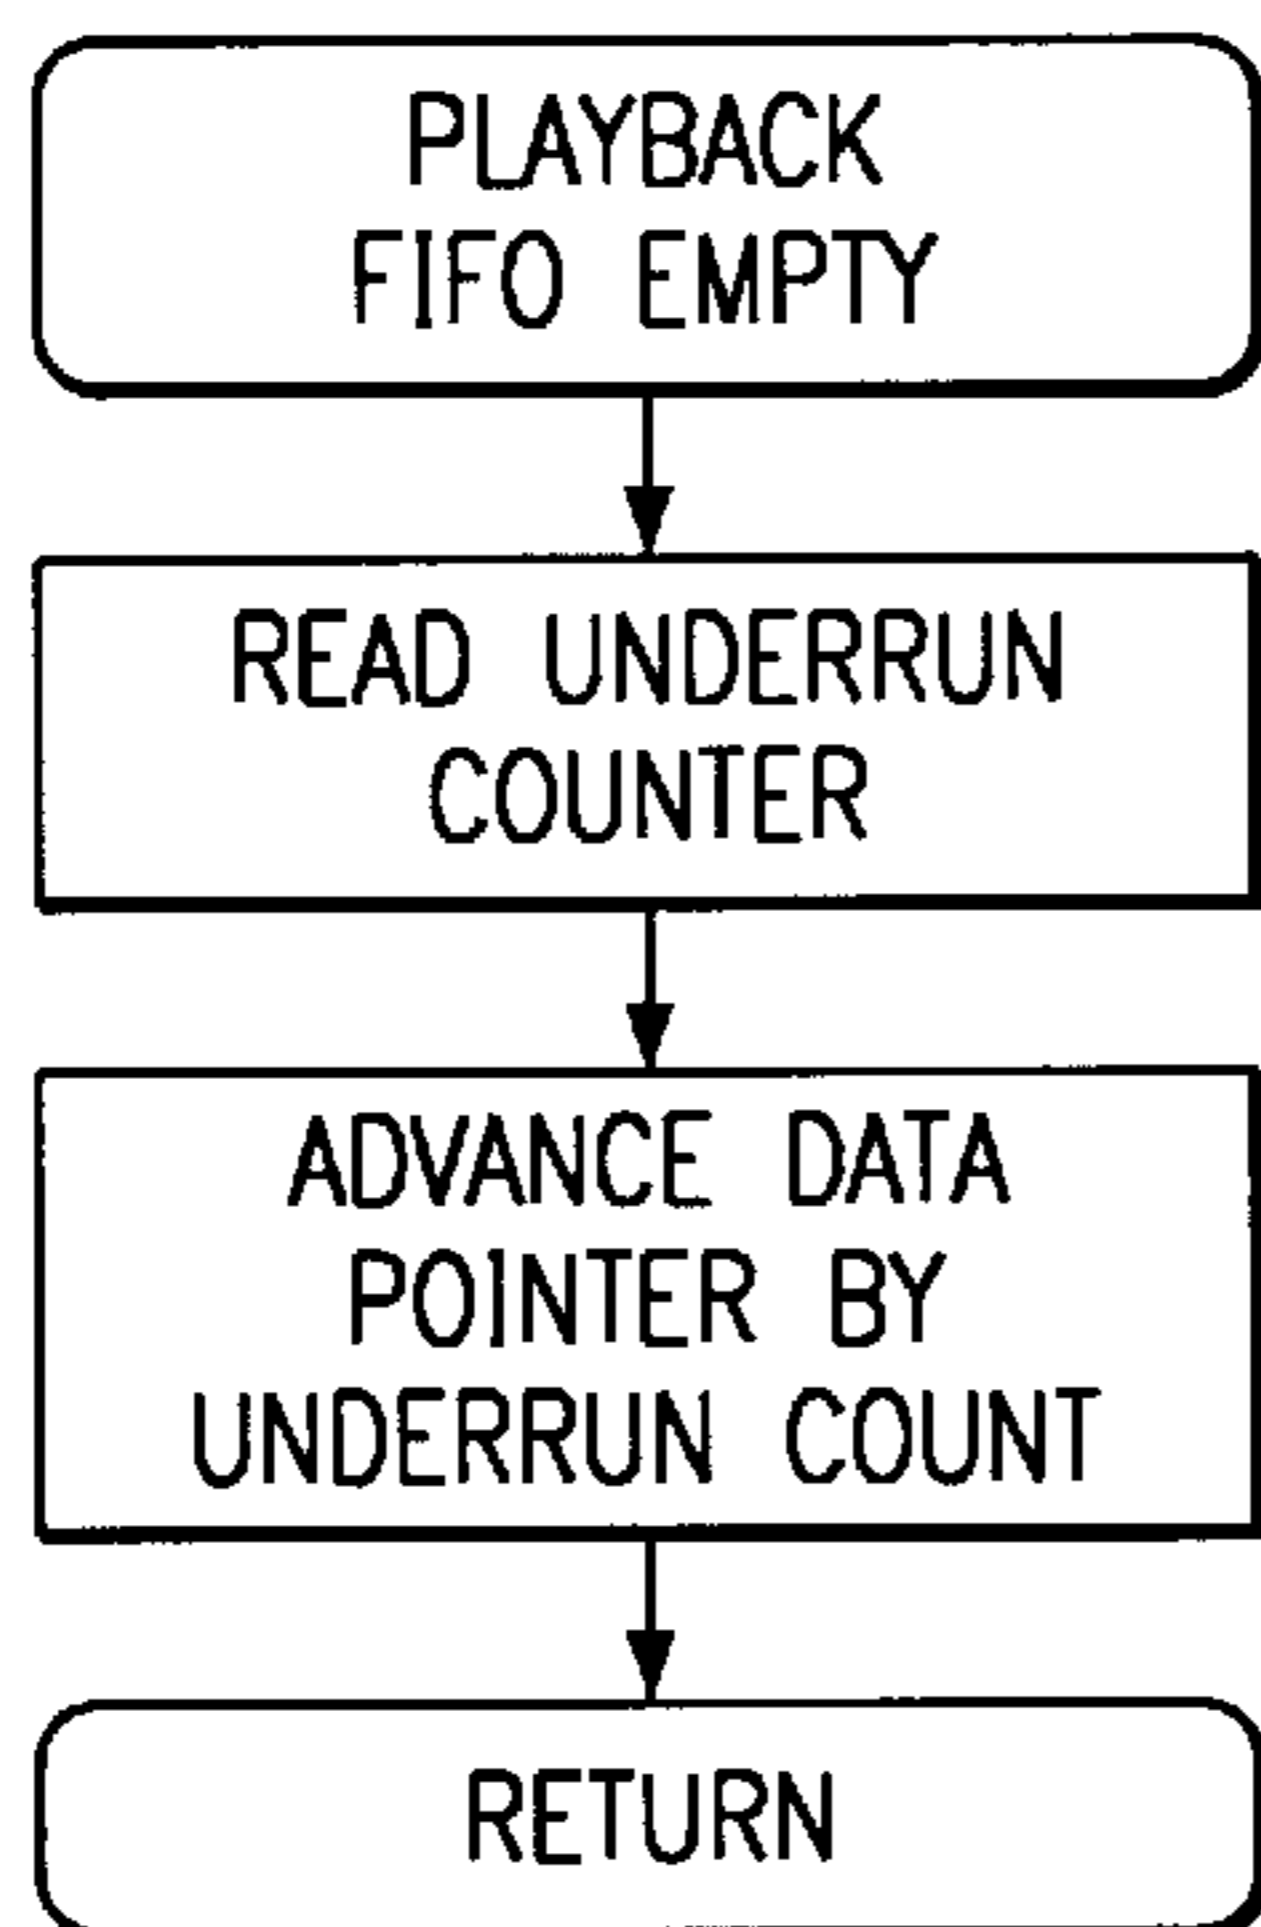 PLAYBACK
FIFO EMPTY
READ UNDERRUN
COUNTER
ADVANCE DATA
POINTER BY
UNDERRUN COUNT
RETURN